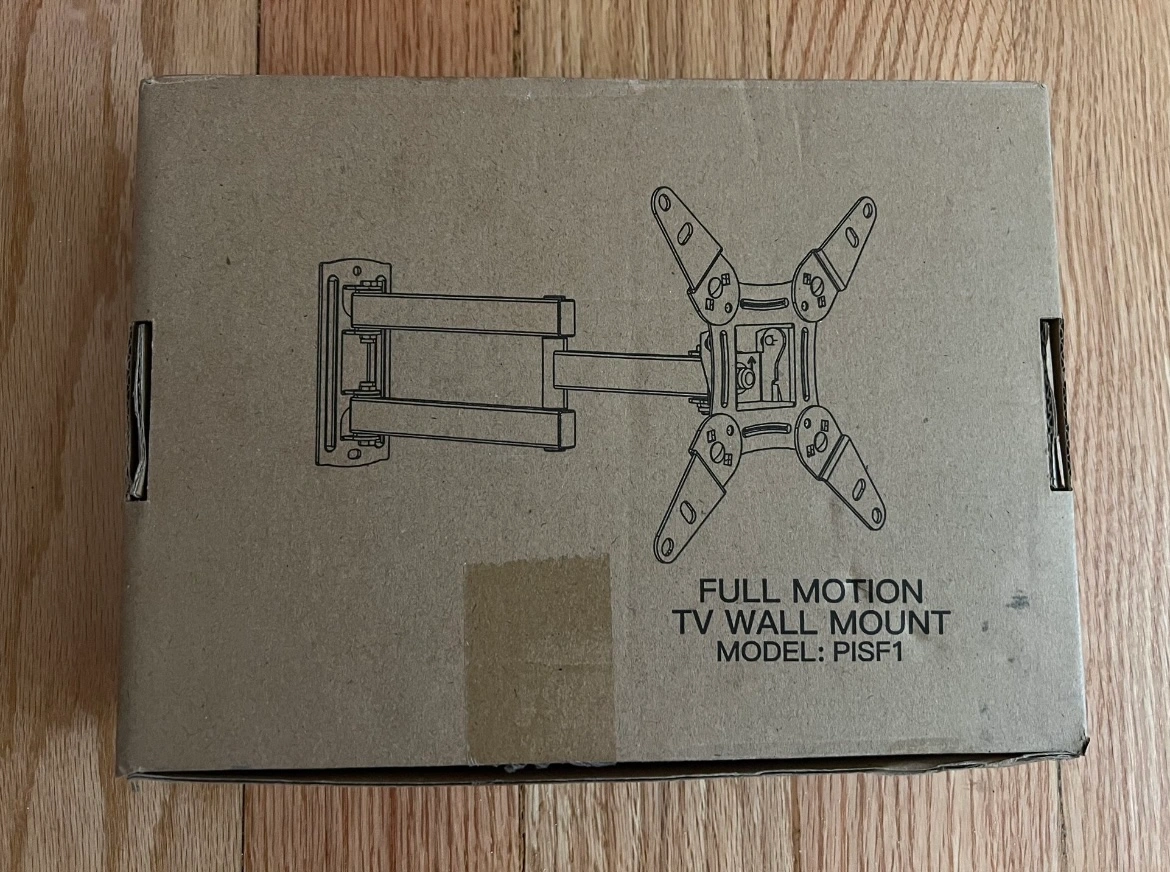 FULL MOTION
TV WALL MOUNT
MODEL: PISF1